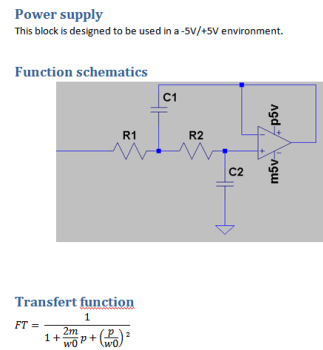 Power supply
This block is designed to be used in a -5V/+5V environment.
Function schematics
C1
R1
R2
p5v
C2
m5v
Transfert function
FT = 1 / (1 + 2m/w0 p + (p/w0)²)